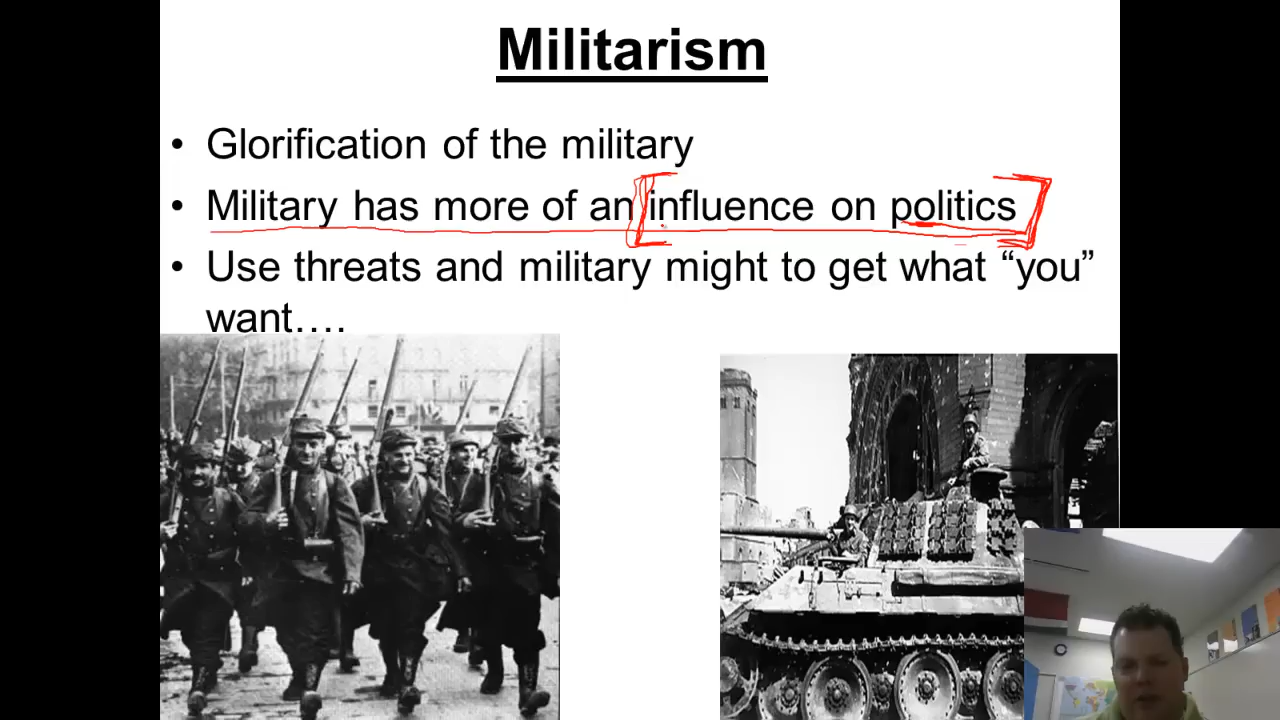 Militarism
• Glorification of the military
• Military has more of an influence on politics
• Use threats and military might to get what “you”
want….